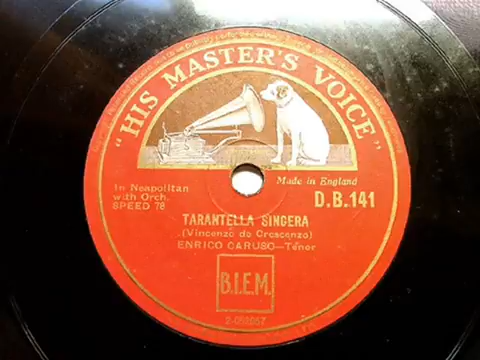 "HIS MASTER'S VOICE"
In Neapolitan
with Orch.
SPEED 78
Made in England
D.B.141
TARANTELLA SINCERA
(Vincenzo de Crescenzo)
ENRICO CARUSO—Tenor
B.I.E.M.